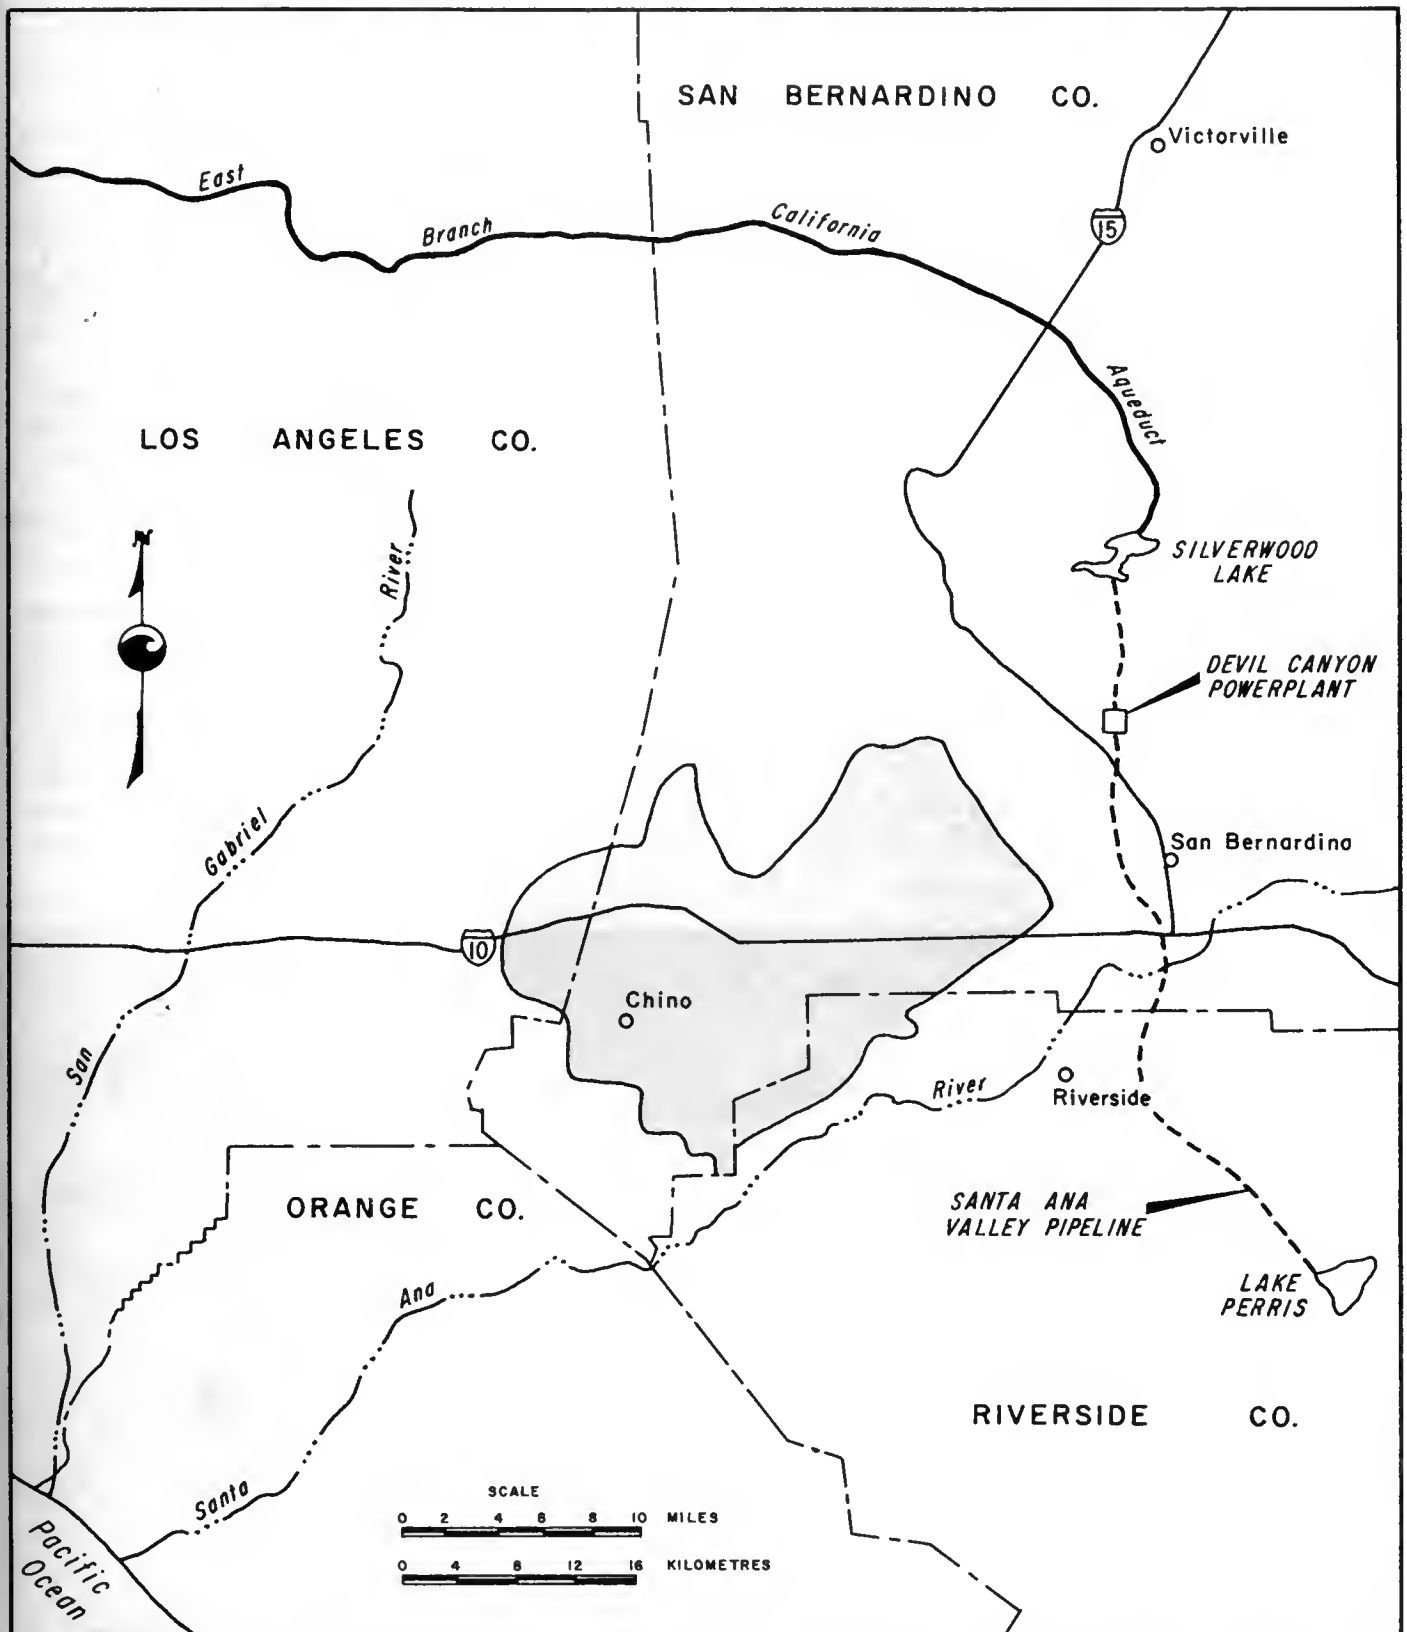 SAN BERNARDINO CO.
Victorville
East
Branch
California
15
Aqueduct
LOS ANGELES CO.
N
River
SILVERWOOD
LAKE
DEVIL CANYON
POWERPLANT
Gabriel
San Bernardino
10
Chino
San
River
Riverside
ORANGE CO.
SANTA ANA
VALLEY PIPELINE
Ana
LAKE
PERRIS
RIVERSIDE CO.
Santa
SCALE
0 2 4 6 8 10 MILES
0 4 8 12 16 KILOMETRES
Pacific
Ocean